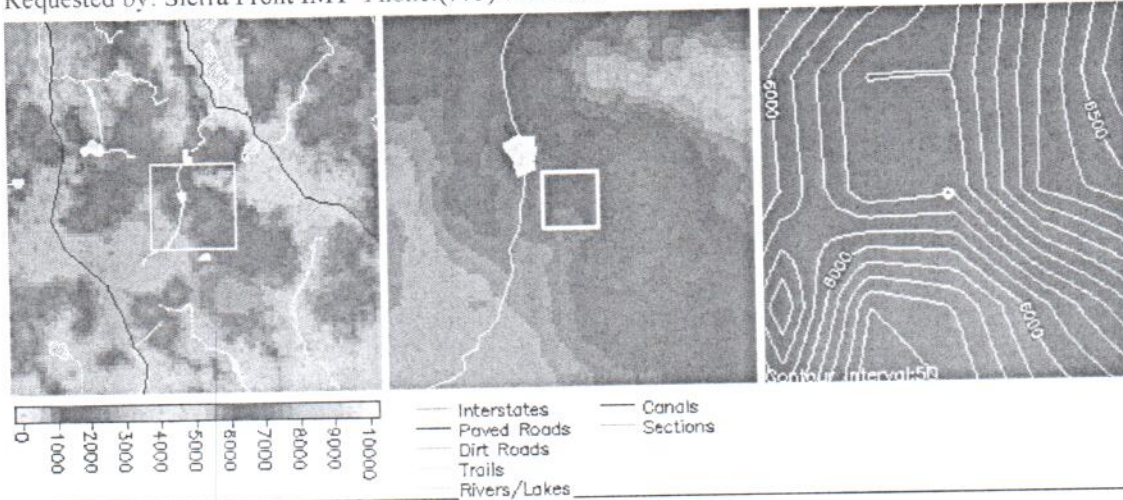 Requested by: Sierra Front IMT
6000
6500
6000
6000
Contour Interval:50
0 1000 2000 3000 4000 5000 6000 7000 8000 9000 10000
Interstates
Paved Roads
Dirt Roads
Trails
Rivers/Lakes
Canals
Sections